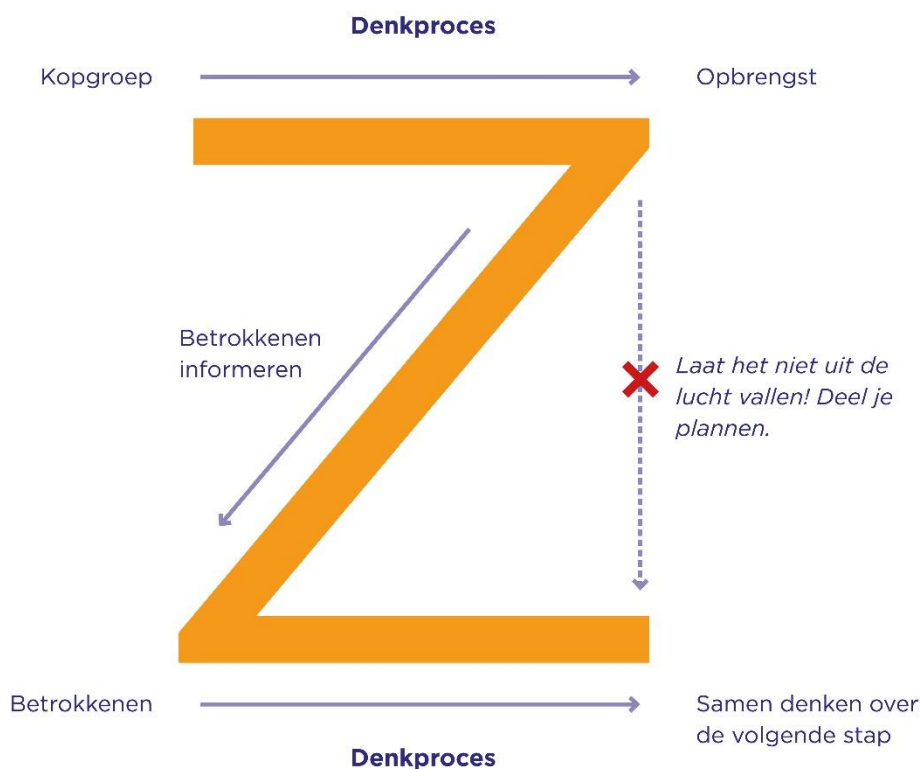 Denkproces
Kopgroep
Opbrengst
Betrokkenen
informeren
Laat het niet uit de
lucht vallen! Deel je
plannen.
Betrokkenen
Samen denken over
de volgende stap
Denkproces